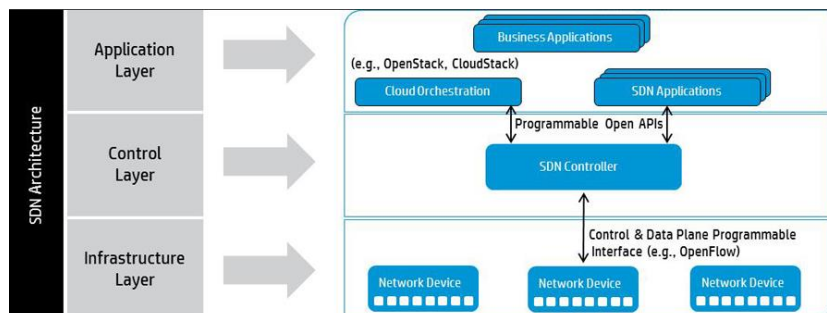 SDN Architecture
Application
Layer
Business Applications
(e.g., OpenStack, CloudStack)
Cloud Orchestration
SDN Applications
Programmable Open APIs
Control
Layer
SDN Controller
Infrastructure
Layer
Control & Data Plane Programmable
Interface (e.g., OpenFlow)
Network Device
Network Device
Network Device